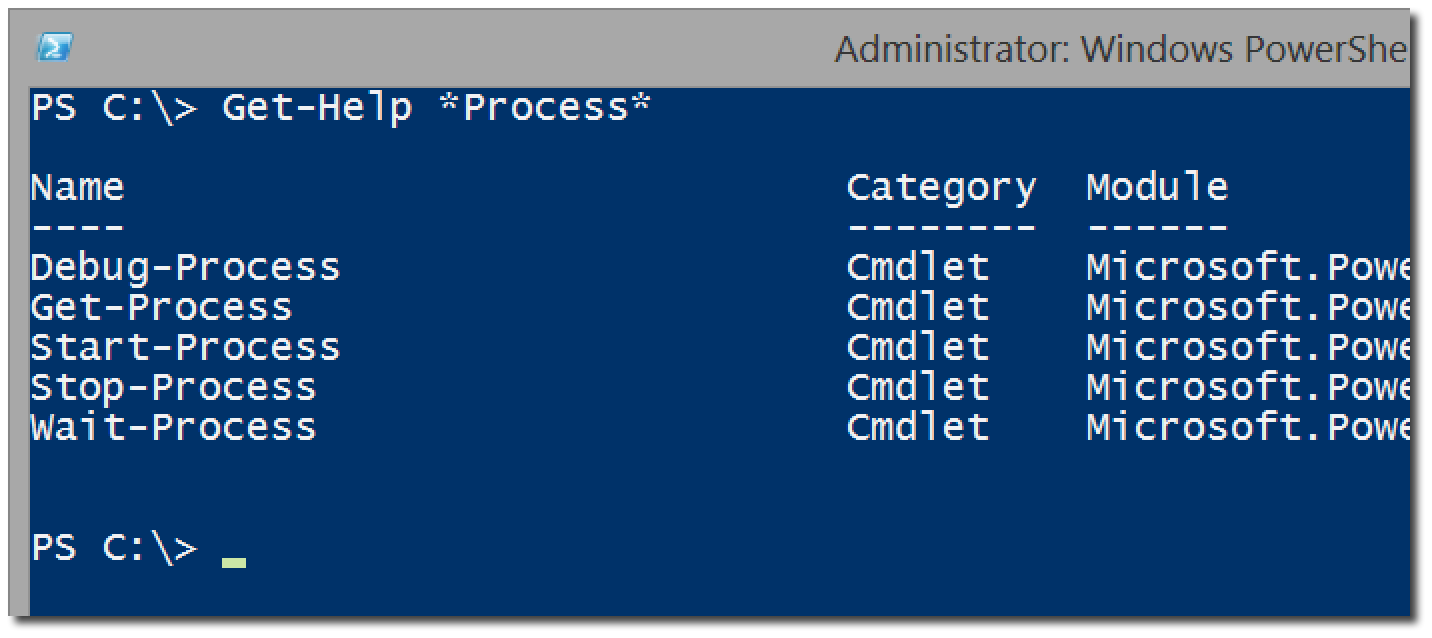 Administrator: Windows PowerShe
PS C:\> Get-Help *Process*
Name Category Module
---- -------- ------
Debug-Process Cmdlet Microsoft.Powe
Get-Process Cmdlet Microsoft.Powe
Start-Process Cmdlet Microsoft.Powe
Stop-Process Cmdlet Microsoft.Powe
Wait-Process Cmdlet Microsoft.Powe
PS C:\> _